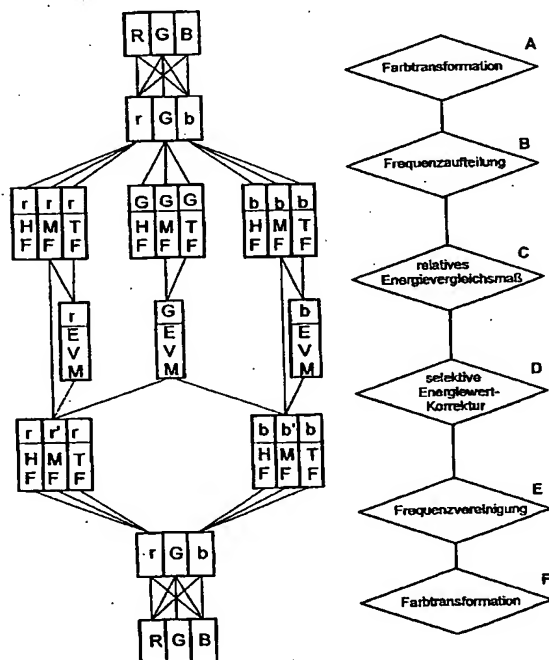 R G B
r G b
r r r
H M T
F F F
G G G
H M T
F F F
b b b
H M T
F F F
r
E
V
M
G
E
V
M
b
E
V
M
r r' r
H M T
F F F
b b' b
H M T
F F F
r G b
R G B
A
Farbtransformation
B
Frequenzaufteilung
C
relatives
Energievergleichsmaß
D
selektive
Energiewert-
Korrektur
E
Frequenzvereinigung
F
Farbtransformation